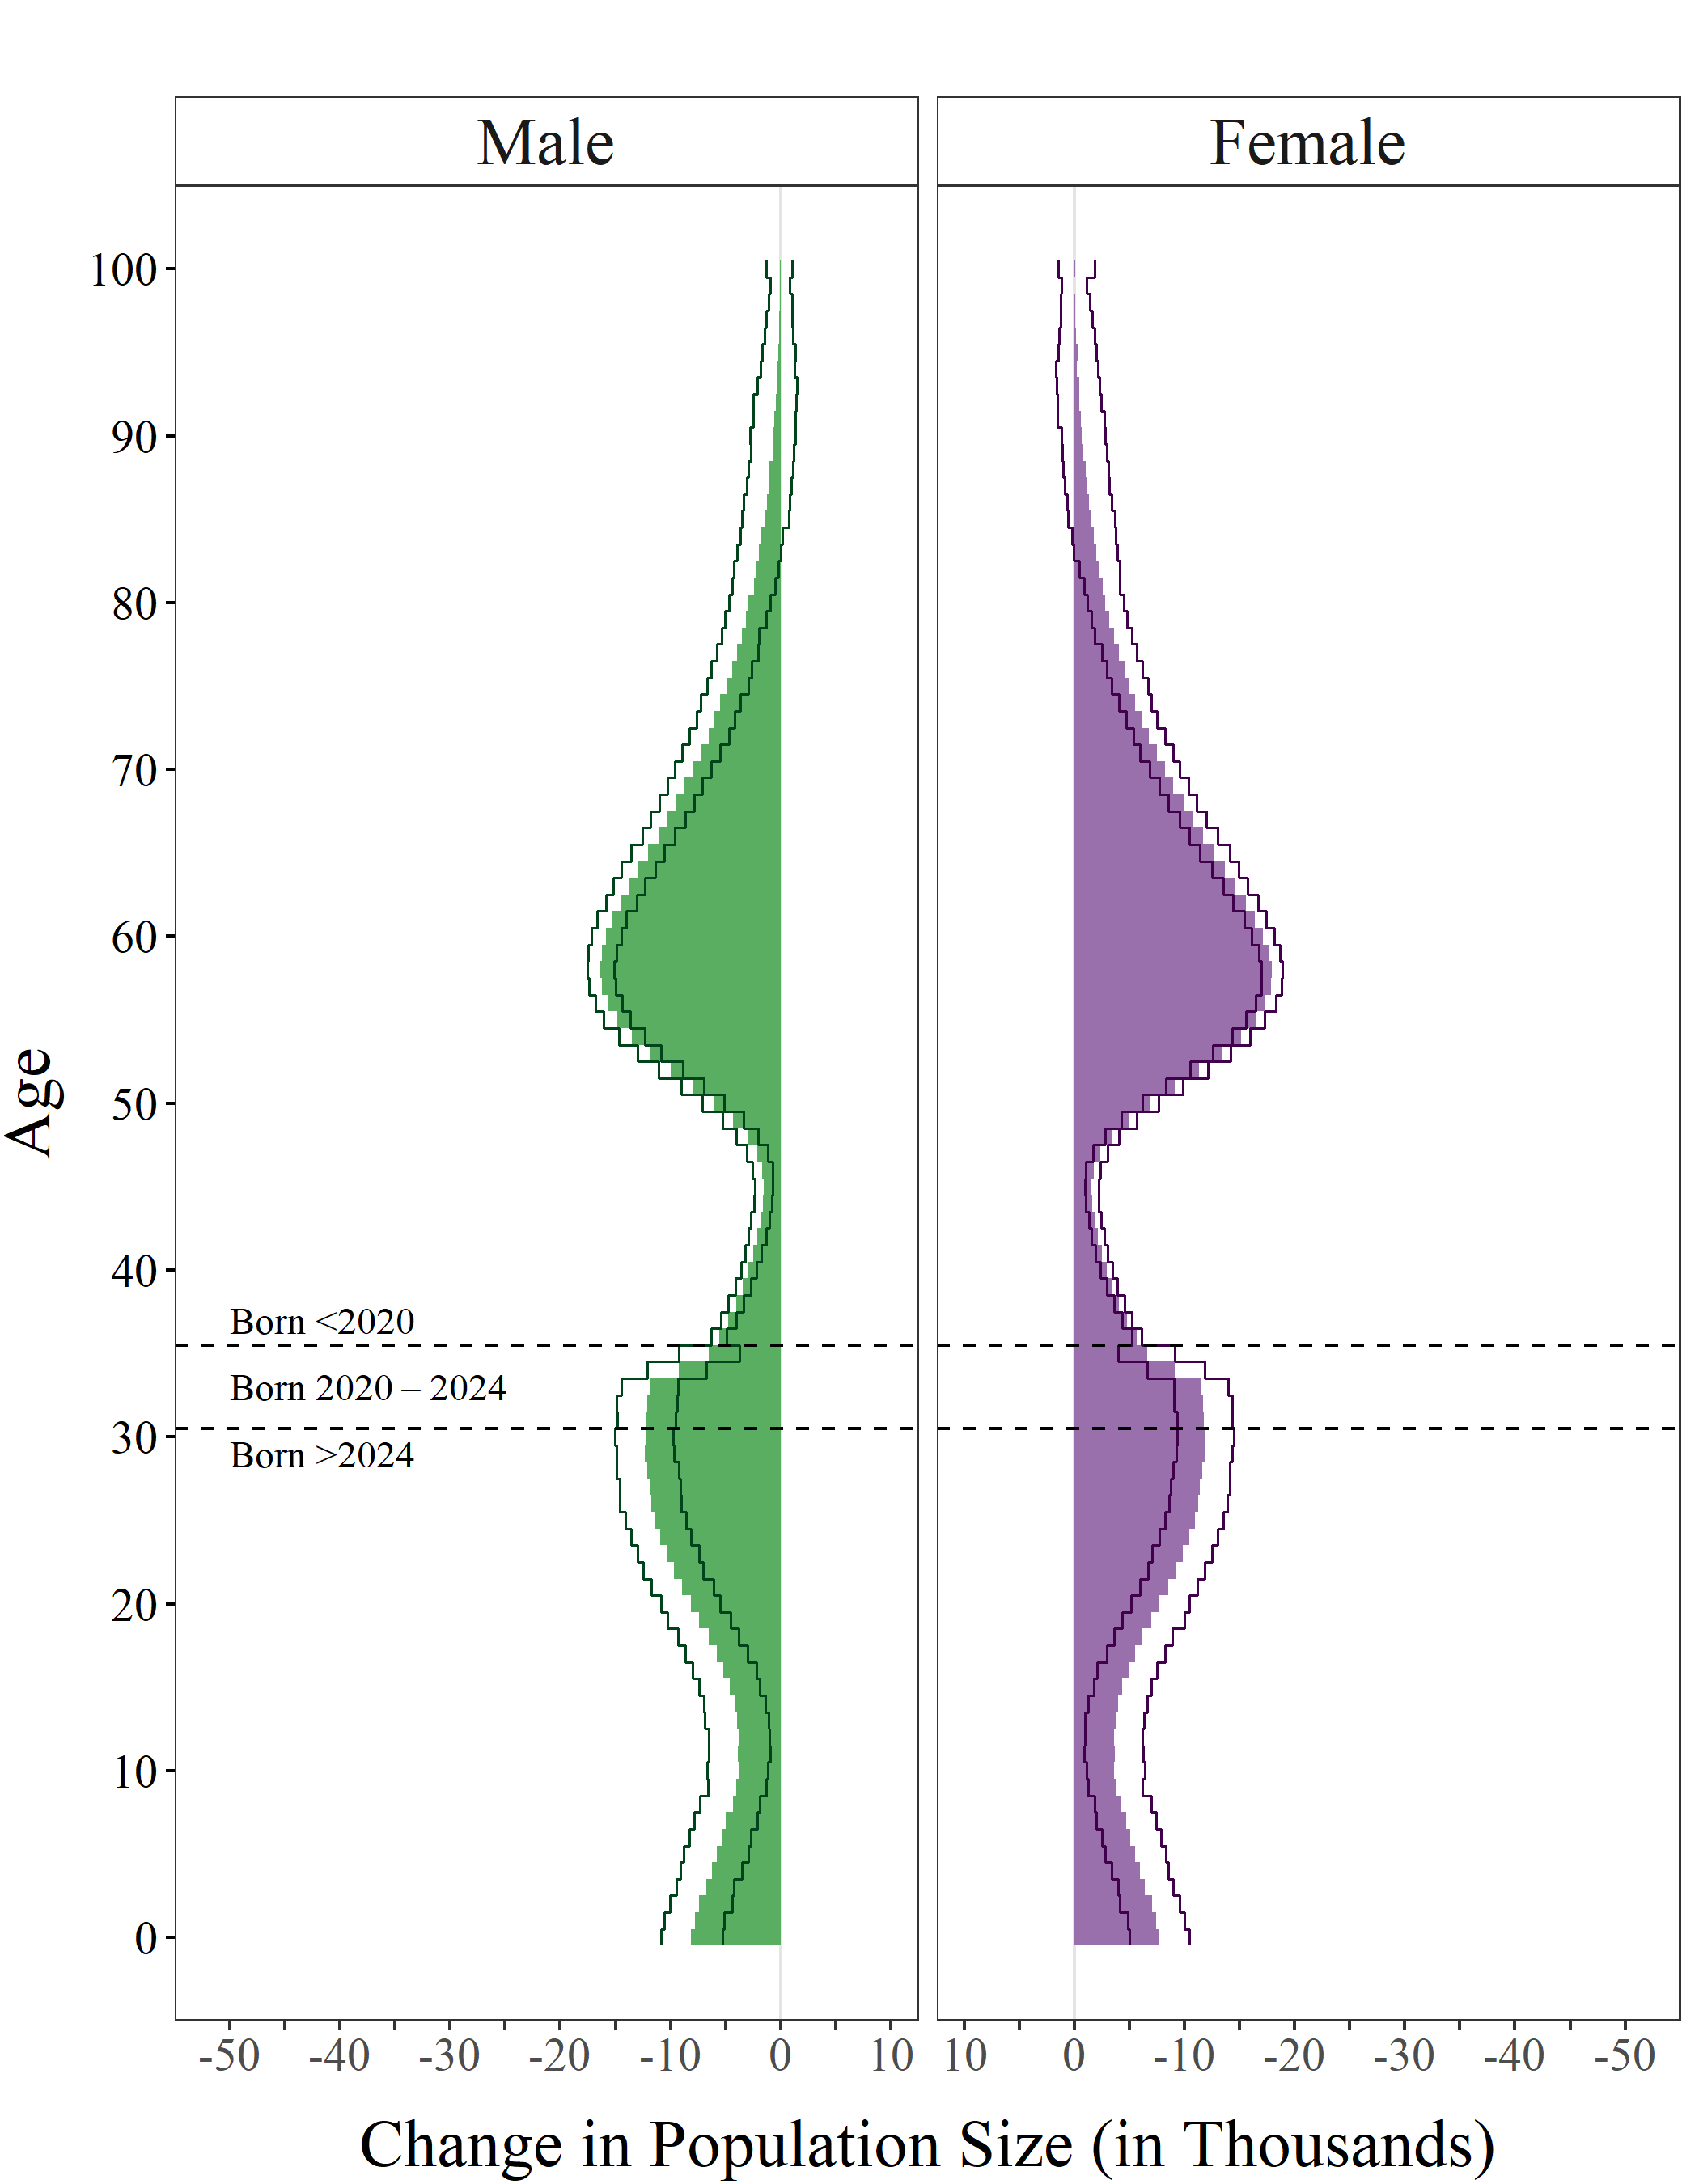 Male
Female
100
90
80
70
60
50
40
30
20
10
0
Age
Born <2020
Born 2020 – 2024
Born >2024
-50 -40 -30 -20 -10 0 10
10 0 -10 -20 -30 -40 -50
Change in Population Size (in Thousands)